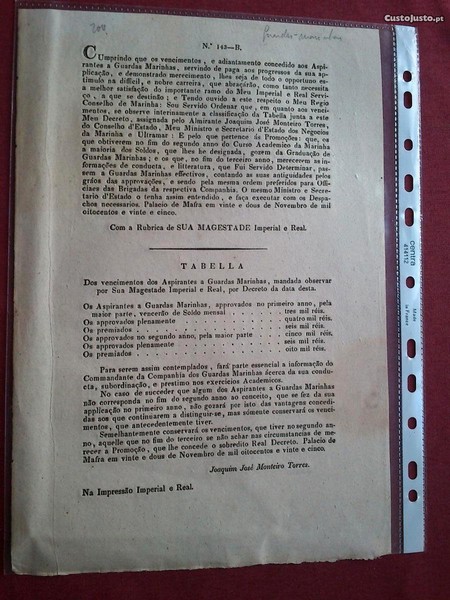 CustoJusto.pt
200,
Guardas-marinhas
N.º 143—B.
CUmprindo que os vencimentos, e adiantamento concedido aos Aspi-
rantes a Guardas Marinhas, servindo de paga aos progressos da sua ap-
plicação, e demonstrado merecimento, lhes seja de todo o opportuno es-
timulo na difficil, e nobre carreira, que abraçárão, como tanto necessita
a melhor satisfação do importante ramo do Meu Imperial e Real Servi-
ço, a que se destinão; e Tendo ouvido a este respeito o Meu Regio
Conselho de Marinha: Sou Servido Ordenar que, em quanto aos venci-
mentos, se observe inteiramente a classificação da Tabella junta a este
Meu Decreto, assignada pelo Almirante Joaquim José Monteiro Torres,
do Conselho d'Estado, Meu Ministro e Secretario d'Estado dos Negocios
da Marinha e Ultramar: E pelo que pertence ás Promoções: que, os
que obtiverem no fim do segundo anno do Curso Academico da Marinha
a maioria dos Soldos, que lhes he designada, gozem da Graduação de
Guardas Marinhas; e os que, no fim do terceiro anno, merecerem as in-
formações de conducta, e litteratura, que Fui Servido Determinar, pas-
sem a Guardas Marinhas effectivos, contando as suas antiguidades pelos
gráos das approvações, e sendo pela mesma ordem preferidos para Offi-
ciaes das Brigadas da respectiva Companhia. O mesmo Ministro e Secre-
tario d'Estado o tenha assim entendido, e faça executar com os Despa-
chos necessarios. Palacio de Mafra em vinte e dous de Novembro de mil
oitocentos e vinte e cinco.
Com a Rubrica de SUA MAGESTADE Imperial e Real.
TABELLA
Dos vencimentos dos Aspirantes a Guardas Marinhas, mandada observar
por Sua Magestade Imperial e Real, por Decreto da data desta.
Os Aspirantes a Guardas Marinhas, approvados no primeiro anno, pela
maior parte, vencerão de Soldo mensal . . . . . tres mil réis.
Os approvados plenamente . . . . . quatro mil réis.
Os premiados . . . . . seis mil réis.
Os approvados no segundo anno, pela maior parte . . . cinco mil réis.
Os approvados plenamente . . . . . seis mil réis.
Os premiados . . . . . oito mil réis.
Para serem assim contemplados, fará parte essencial a informação do
Commandante da Companhia dos Guardas Marinhas ácerca da sua condu-
cta, subordinação, e prestimo nos exercicios Academicos.
No caso de succeder que algum dos Aspirantes a Guardas Marinhas
não corresponda no fim do segundo anno ao conceito, que se fez da sua
applicação no primeiro anno, não gozará por isto das vantagens concedi-
das aos que continuarem a distinguir-se, mas sómente conservará os venci-
mentos, que antecedentemente tiver.
Semelhantemente conservará os vencimentos, que tiver no segundo an-
no, aquelle que no fim do terceiro se não achar nas circunstancias de me-
recer a Promoção, que lhe concede o sobredito Real Decreto. Palacio de
Mafra em vinte e dous de Novembro de mil oitocentos e vinte e cinco.
Joaquim José Monteiro Torres.
Na Impressão Imperial e Real.
centra
414112